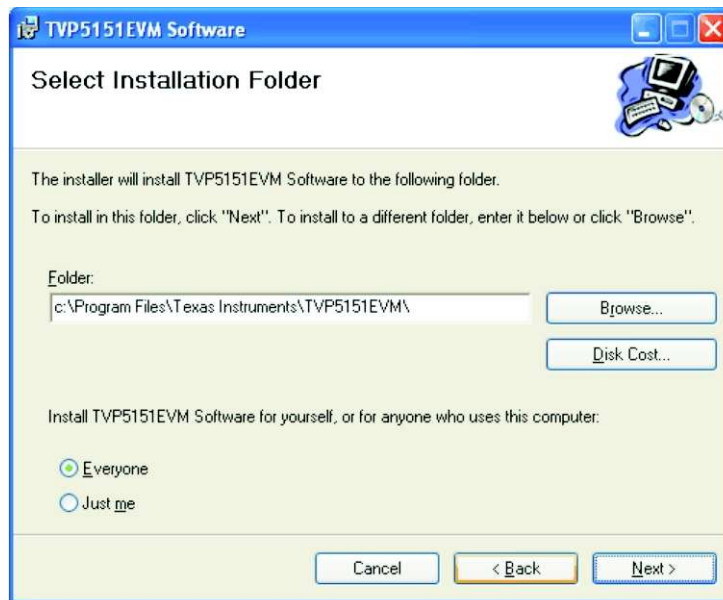 TVP5151EVM Software
Select Installation Folder
The installer will install TVP5151EVM Software to the following folder.
To install in this folder, click "Next". To install to a different folder, enter it below or click "Browse".
Folder:
c:\Program Files\Texas Instruments\TVP5151EVM\
Browse...
Disk Cost...
Install TVP5151EVM Software for yourself, or for anyone who uses this computer:
Everyone
Just me
Cancel
< Back
Next >